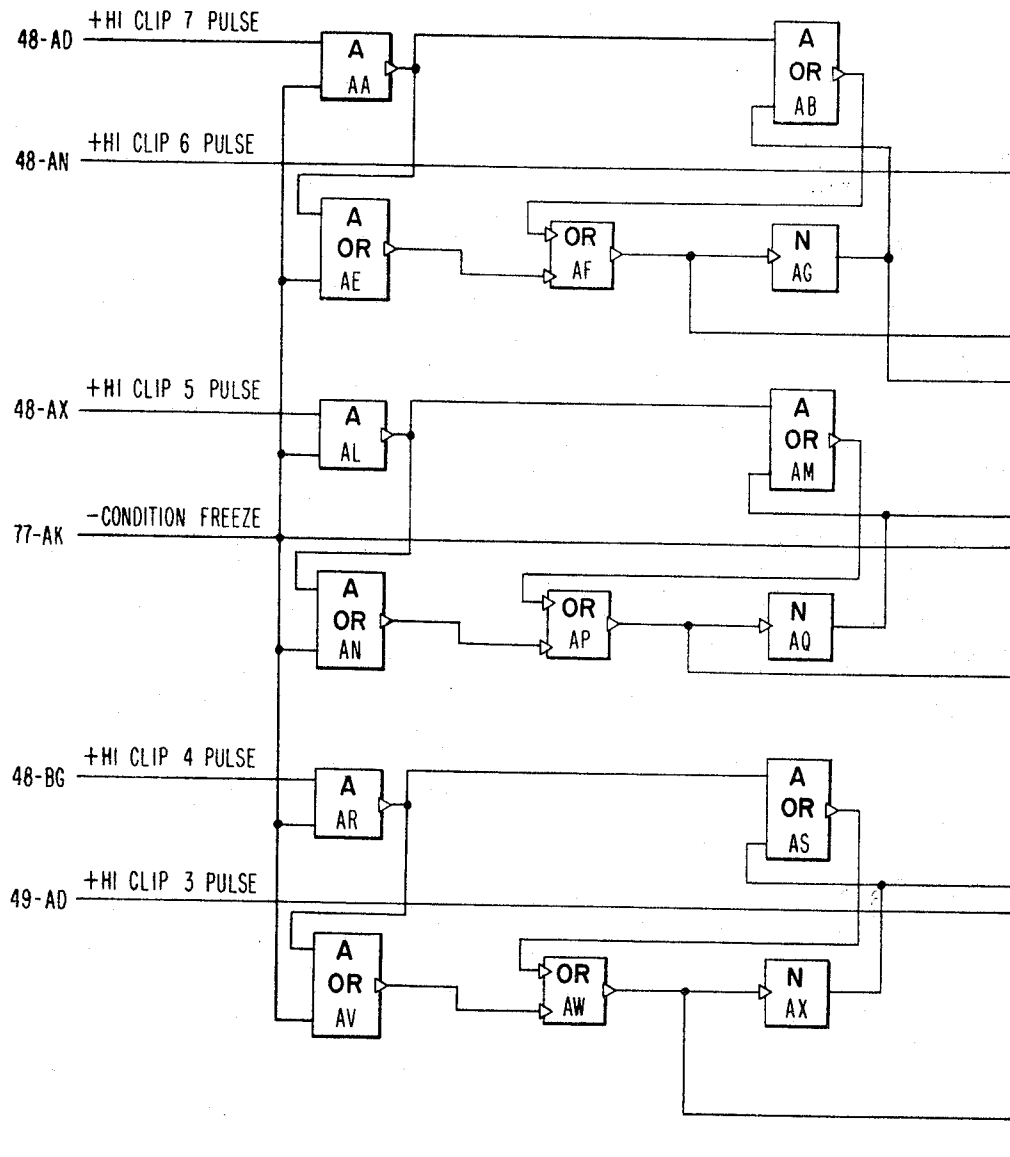 +HI CLIP 7 PULSE
48-AD
A
AA
A
OR
AB
+HI CLIP 6 PULSE
48-AN
A
OR
AE
OR
AF
N
AG
+HI CLIP 5 PULSE
48-AX
A
AL
A
OR
AM
-CONDITION FREEZE
77-AK
A
OR
AN
OR
AP
N
AQ
+HI CLIP 4 PULSE
48-BG
A
AR
A
OR
AS
+HI CLIP 3 PULSE
49-AD
A
OR
AV
OR
AW
N
AX